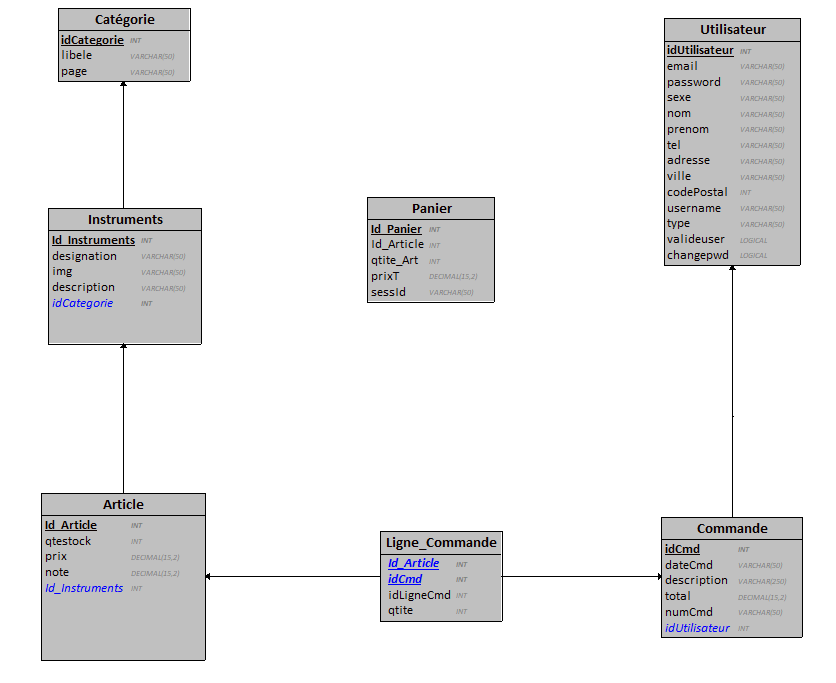 Catégorie
idCategorie INT
libele VARCHAR(50)
page VARCHAR(50)
Utilisateur
idUtilisateur INT
email VARCHAR(50)
password VARCHAR(50)
sexe VARCHAR(50)
nom VARCHAR(50)
prenom VARCHAR(50)
tel VARCHAR(50)
adresse VARCHAR(50)
ville VARCHAR(50)
codePostal INT
username VARCHAR(50)
type VARCHAR(50)
valideuser LOGICAL
changepwd LOGICAL
Instruments
Id_Instruments INT
designation VARCHAR(50)
img VARCHAR(50)
description VARCHAR(50)
idCategorie INT
Panier
Id_Panier INT
Id_Article INT
qtite_Art INT
prixT DECIMAL(15,2)
sessId VARCHAR(50)
Article
Id_Article INT
qtestock INT
prix DECIMAL(15,2)
note DECIMAL(15,2)
Id_Instruments INT
Ligne_Commande
Id_Article INT
idCmd INT
idLigneCmd INT
qtite INT
Commande
idCmd INT
dateCmd VARCHAR(50)
description VARCHAR(250)
total DECIMAL(15,2)
numCmd VARCHAR(50)
idUtilisateur INT